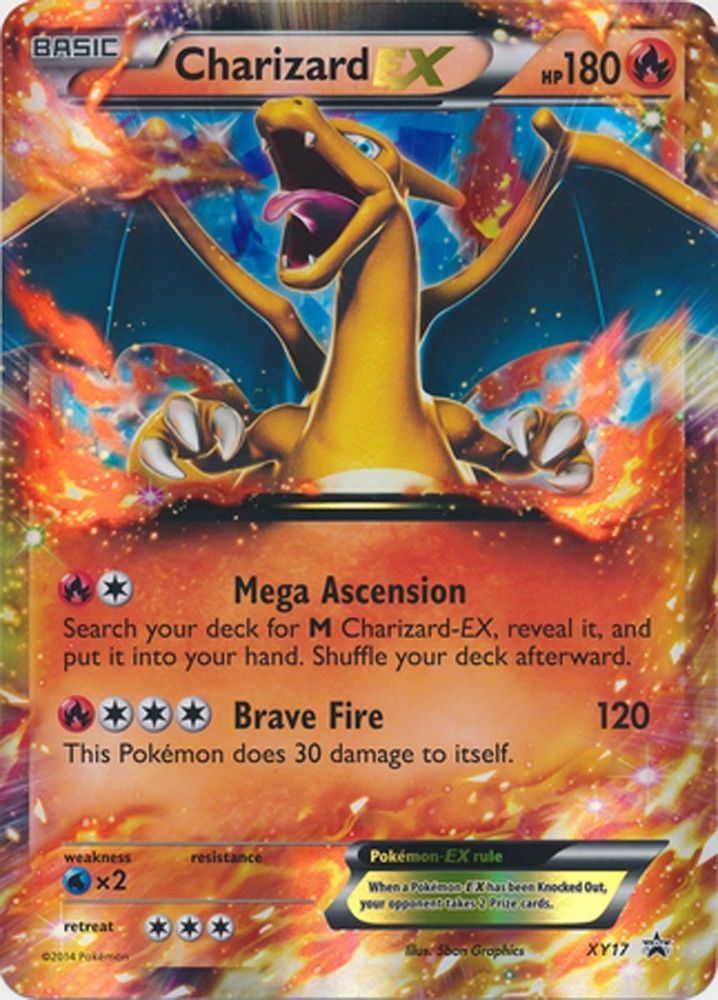 BASIC
Charizard EX
HP180
Mega Ascension
Search your deck for M Charizard-EX, reveal it, and
put it into your hand. Shuffle your deck afterward.
Brave Fire 120
This Pokémon does 30 damage to itself.
weakness resistance
×2
retreat
Pokémon-EX rule
When a Pokémon-EX has been Knocked Out,
your opponent takes 2 Prize cards.
©2014 Pokémon
Illus. 5ban Graphics
XY17